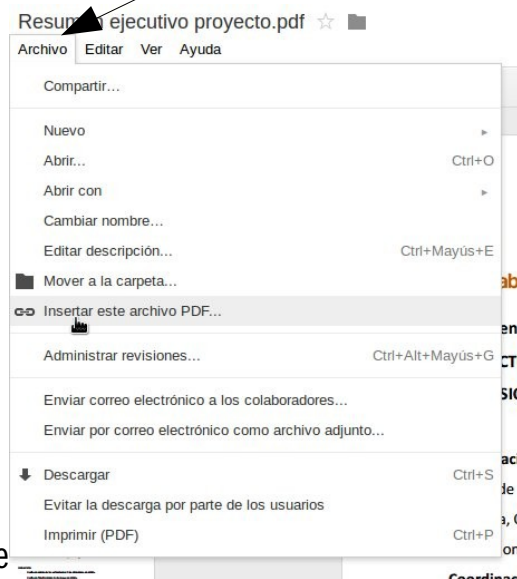 ejecutivo proyecto.pdf
Archivo Editar Ver Ayuda
Compartir...
Nuevo
Abrir... Ctrl+O
Abrir con
Cambiar nombre...
Editar descripción... Ctrl+Mayús+E
Mover a la carpeta...
Insertar este archivo PDF...
Administrar revisiones... Ctrl+Alt+Mayús+G
Enviar correo electrónico a los colaboradores...
Enviar por correo electrónico como archivo adjunto...
Descargar Ctrl+S
Evitar la descarga por parte de los usuarios
Imprimir (PDF) Ctrl+P